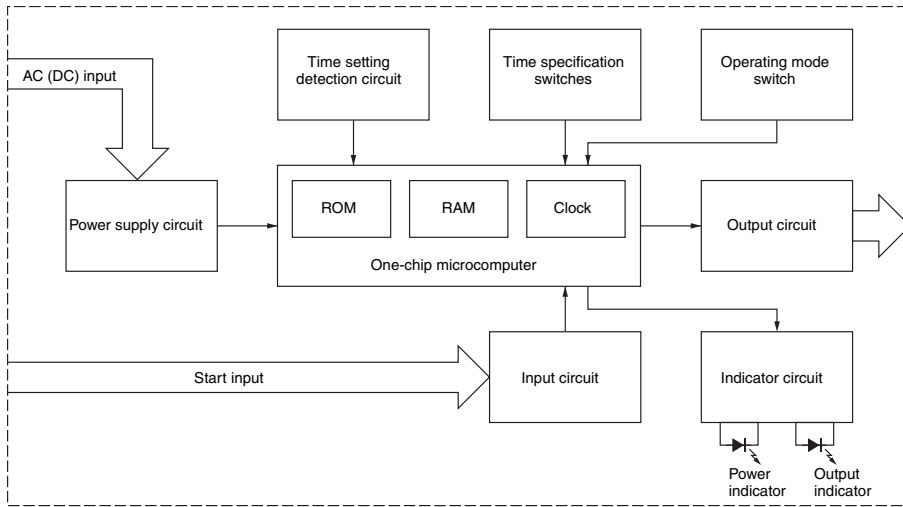 AC (DC) input
Time setting
detection circuit
Time specification
switches
Operating mode
switch
Power supply circuit
ROM
RAM
Clock
One-chip microcomputer
Output circuit
Start input
Input circuit
Indicator circuit
Power
indicator
Output
indicator